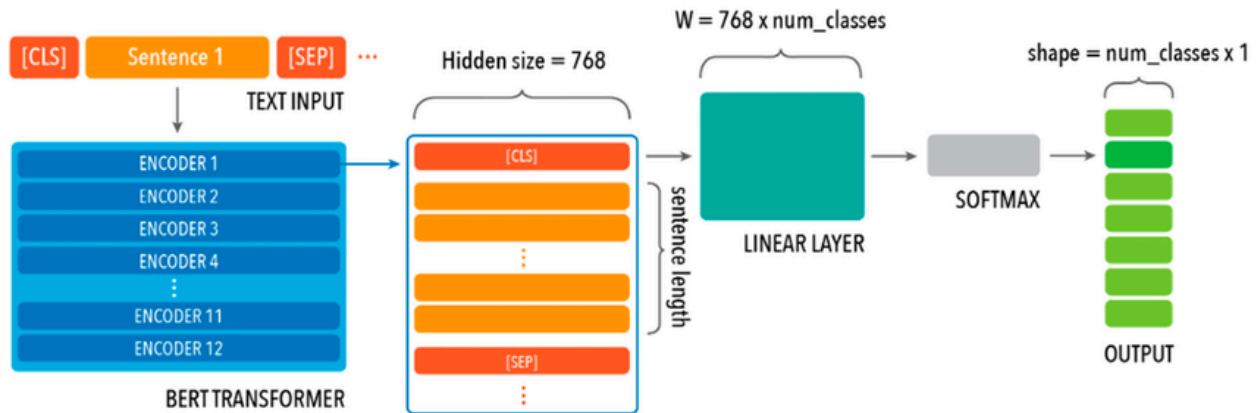 [CLS] Sentence 1 [SEP] ...
TEXT INPUT
ENCODER 1
ENCODER 2
ENCODER 3
ENCODER 4
ENCODER 11
ENCODER 12
BERT TRANSFORMER
Hidden size = 768
[CLS]
sentence length
[SEP]
W = 768 x num_classes
LINEAR LAYER
SOFTMAX
shape = num_classes x 1
OUTPUT